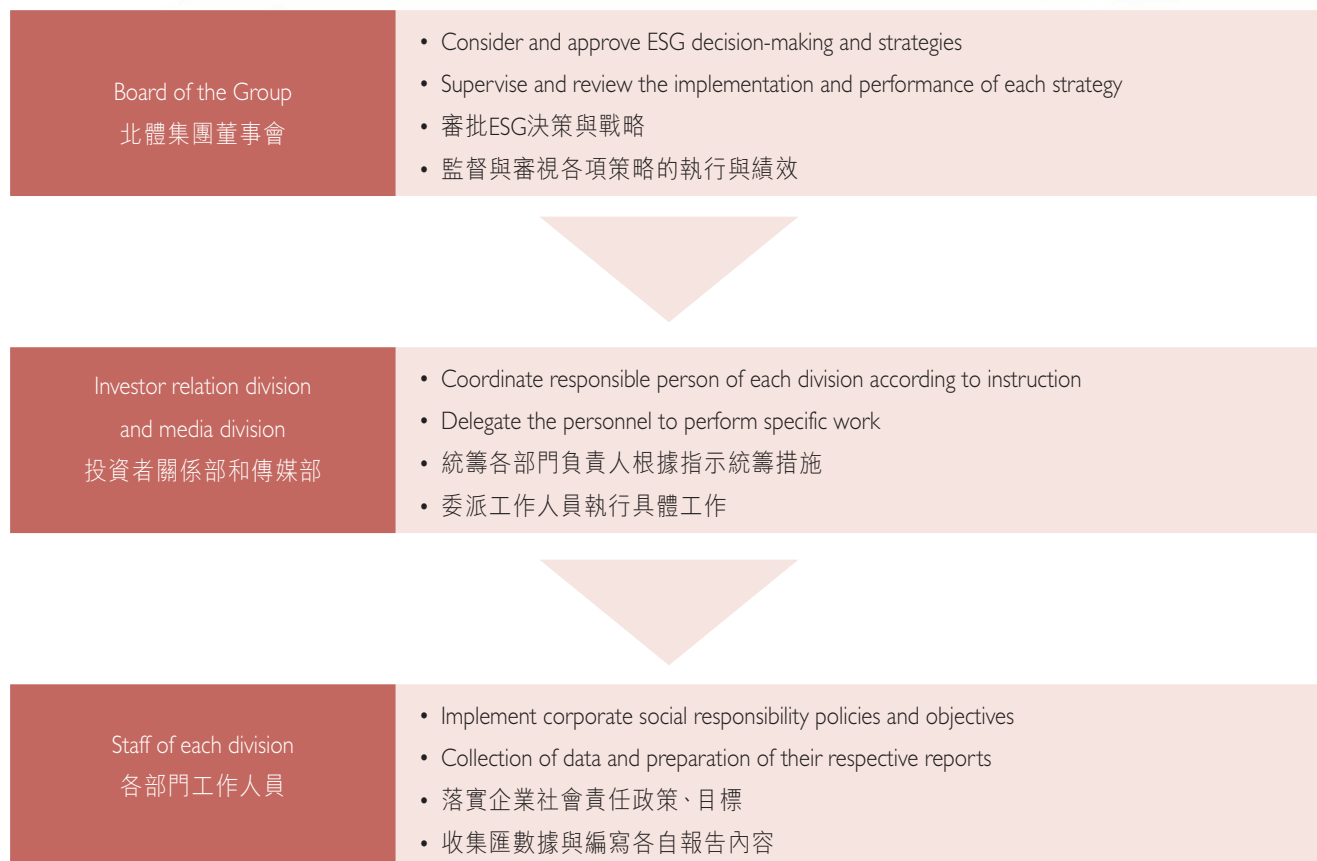 Board of the Group
北體集團董事會
• Consider and approve ESG decision-making and strategies
• Supervise and review the implementation and performance of each strategy
• 審批ESG決策與戰略
• 監督與審視各項策略的執行與績效
Investor relation division
and media division
投資者關係部和傳媒部
• Coordinate responsible person of each division according to instruction
• Delegate the personnel to perform specific work
• 統籌各部門負責人根據指示統籌措施
• 委派工作人員執行具體工作
Staff of each division
各部門工作人員
• Implement corporate social responsibility policies and objectives
• Collection of data and preparation of their respective reports
• 落實企業社會責任政策、目標
• 收集匯數據與編寫各自報告內容